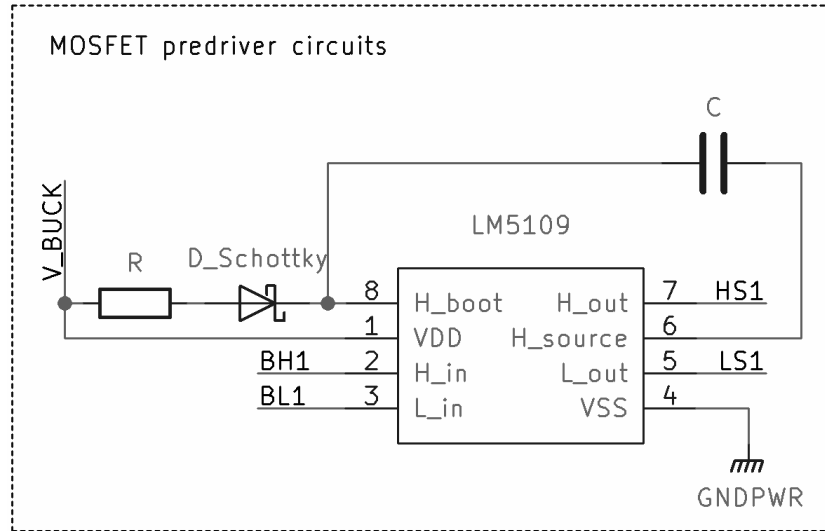 MOSFET predriver circuits
C
V_BUCK
LM5109
R D_Schottky
8 H_boot H_out 7 HS1
1 VDD H_source 6
BH1 2 H_in L_out 5 LS1
BL1 3 L_in VSS 4
GNDPWR